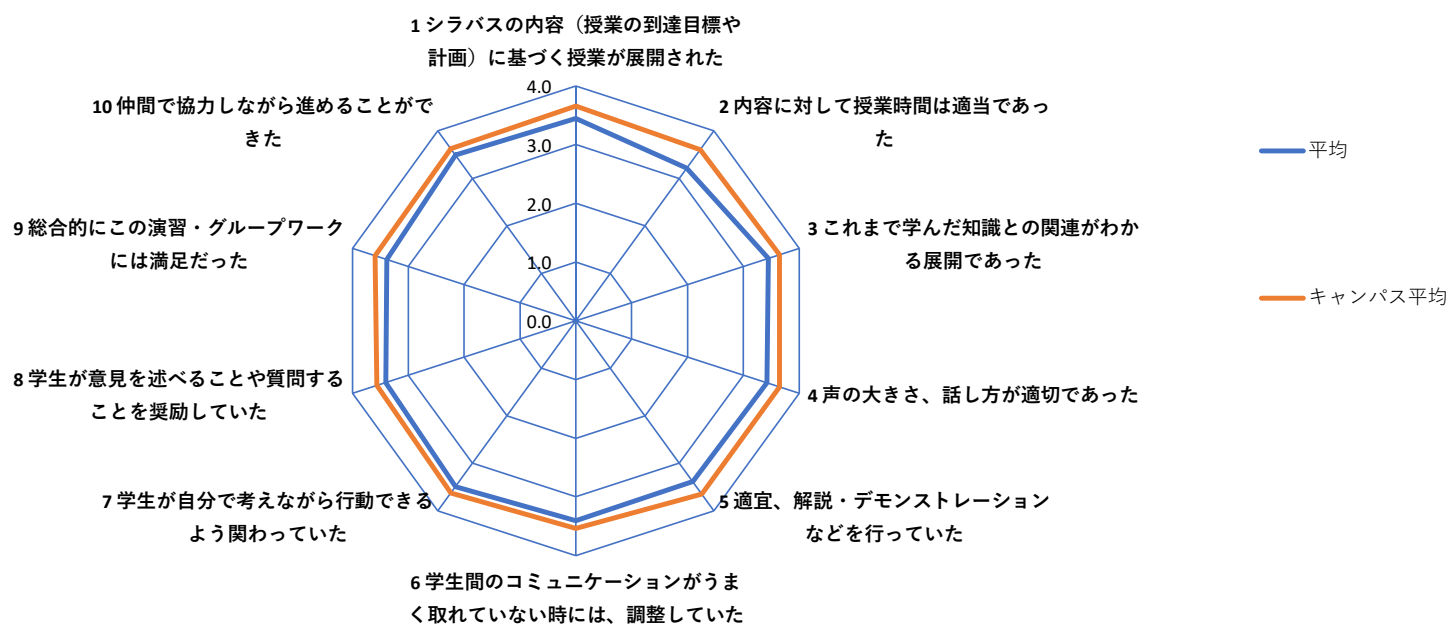 1 シラバスの内容（授業の到達目標や
計画）に基づく授業が展開された
2 内容に対して授業時間は適当であっ
た
3 これまで学んだ知識との関連がわか
る展開であった
4 声の大きさ、話し方が適切であった
5 適宜、解説・デモンストレーション
などを行っていた
6 学生間のコミュニケーションがうま
く取れていない時には、調整していた
7 学生が自分で考えながら行動できる
よう関わっていた
8 学生が意見を述べることや質問する
ことを奨励していた
9 総合的にこの演習・グループワーク
には満足だった
10 仲間で協力しながら進めることがで
きた
4.0
3.0
2.0
1.0
0.0
平均
キャンパス平均